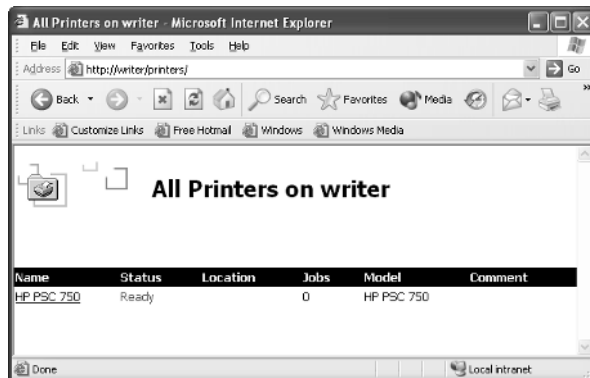 All Printers on writer - Microsoft Internet Explorer
File Edit View Favorites Tools Help
Address http://writer/printers/ Go
Back Search Favorites Media
Links Customize Links Free Hotmail Windows Windows Media
All Printers on writer
Name Status Location Jobs Model Comment
HP PSC 750 Ready 0 HP PSC 750
Done Local intranet